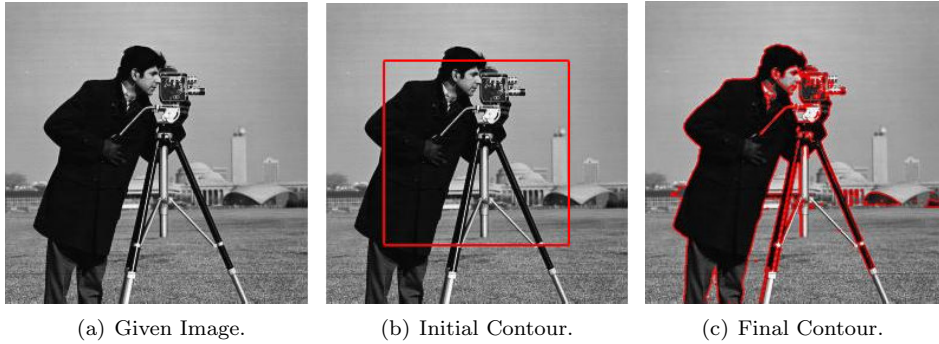 (a) Given Image.
(b) Initial Contour.
(c) Final Contour.